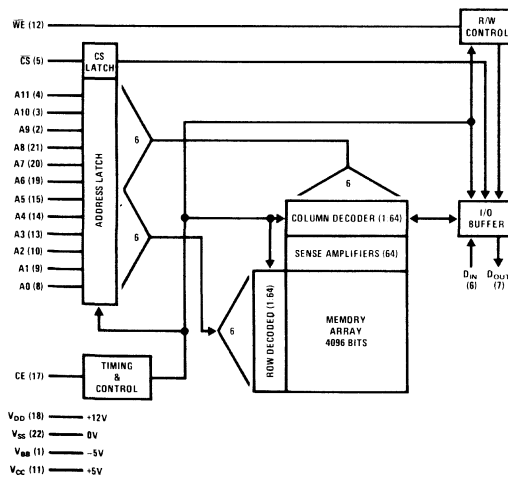 WE (12)
R/W
CONTROL
CS (5)
CS
LATCH
A11 (4)
A10 (3)
A9 (2)
A8 (21)
A7 (20)
A6 (19)
A5 (15)
A4 (14)
A3 (13)
A2 (10)
A1 (9)
A0 (8)
ADDRESS LATCH
6
6
6
COLUMN DECODER (1:64)
I/O
BUFFER
SENSE AMPLIFIERS (64)
DIN
(6)
DOUT
(7)
6
ROW DECODED (1:64)
MEMORY
ARRAY
4096 BITS
CE (17)
TIMING
&
CONTROL
VDD (18) +12V
VSS (22) 0V
VBB (1) −5V
VCC (11) +5V